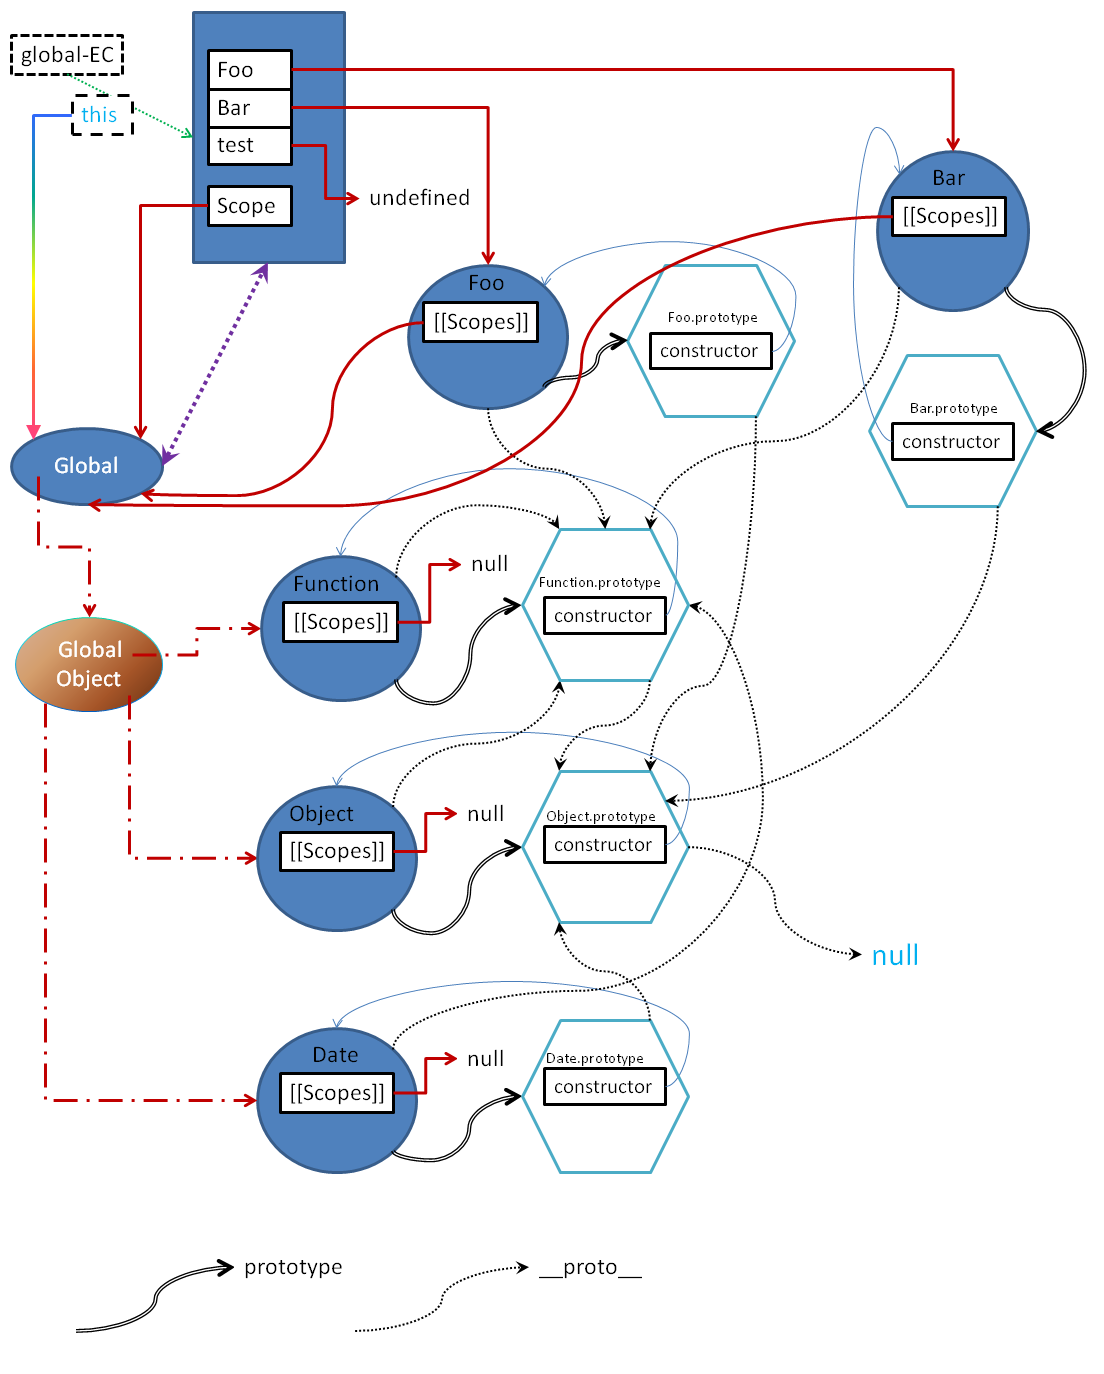 global-EC
this
Foo
Bar
test
Scope
undefined
Bar
[[Scopes]]
Foo
[[Scopes]]
Foo.prototype
constructor
Bar.prototype
constructor
Global
Function
[[Scopes]]
null
Function.prototype
constructor
Global
Object
Object
[[Scopes]]
null
Object.prototype
constructor
null
Date
[[Scopes]]
null
Date.prototype
constructor
prototype
__proto__